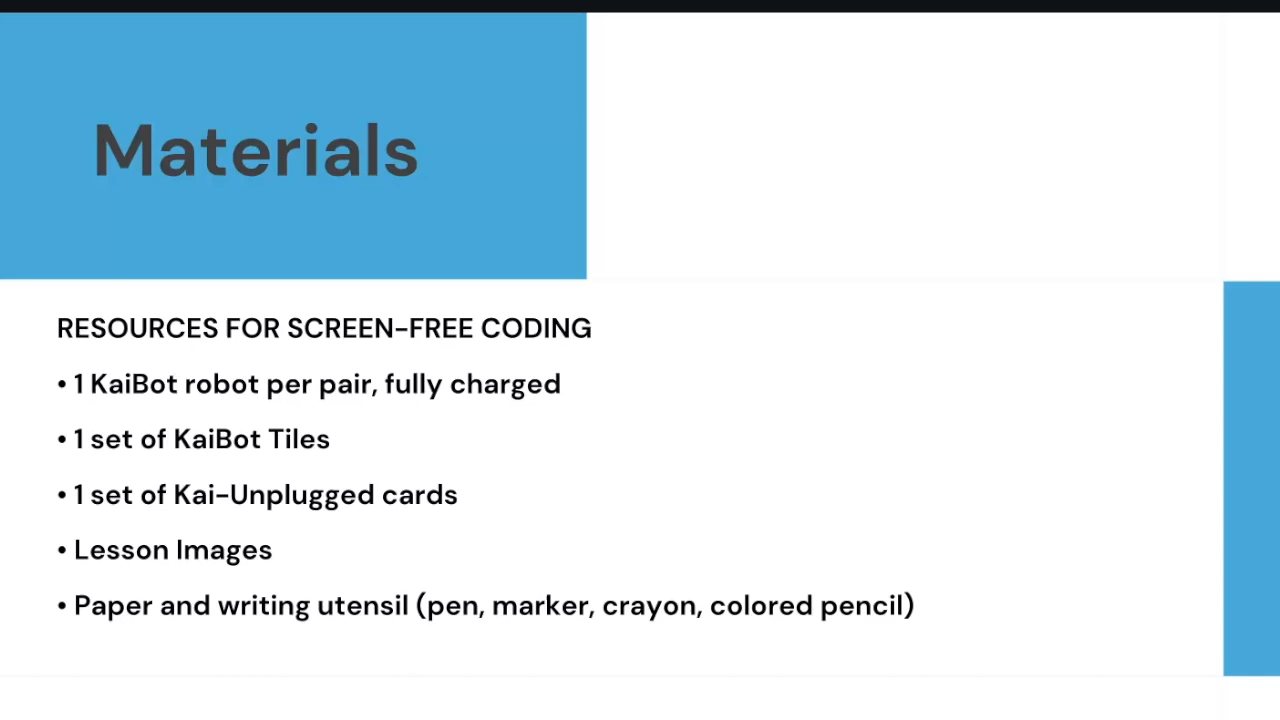 Materials
RESOURCES FOR SCREEN-FREE CODING
• 1 KaiBot robot per pair, fully charged
• 1 set of KaiBot Tiles
• 1 set of Kai-Unplugged cards
• Lesson Images
• Paper and writing utensil (pen, marker, crayon, colored pencil)